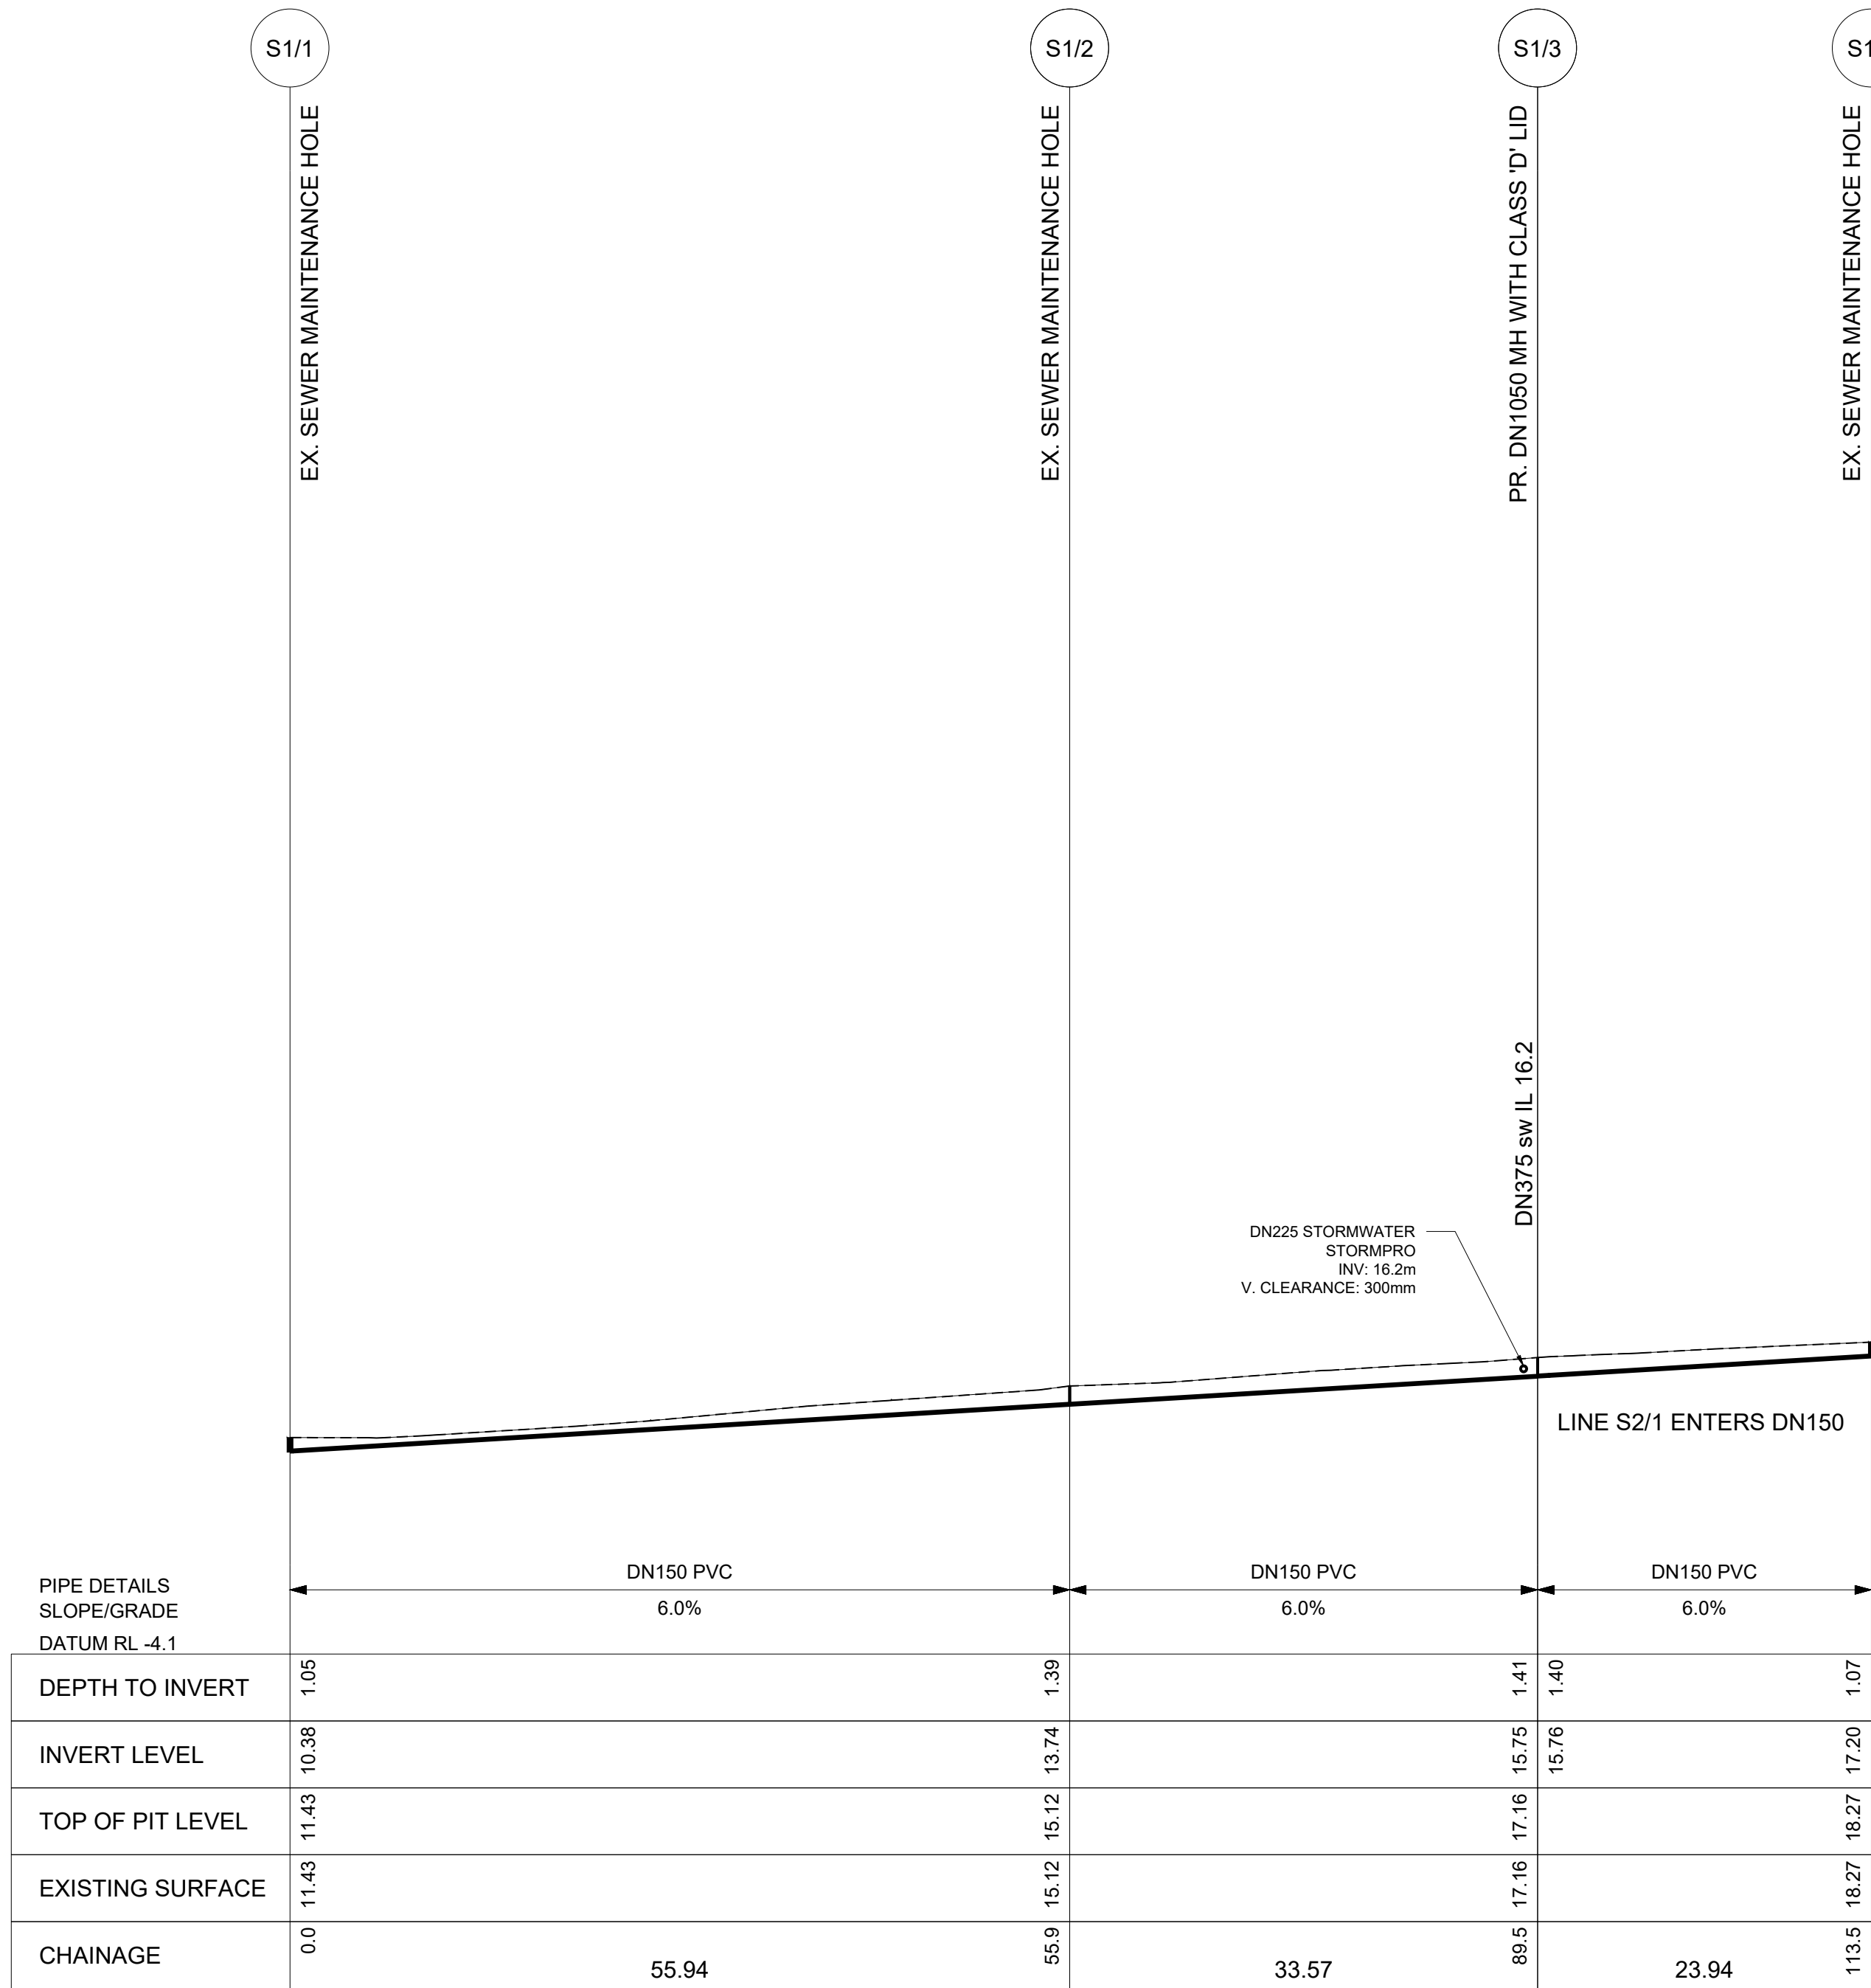 S1/1
S1/2
S1/3
S1
EX. SEWER MAINTENANCE HOLE
EX. SEWER MAINTENANCE HOLE
PR. DN1050 MH WITH CLASS 'D' LID
EX. SEWER MAINTENANCE HOLE
DN375 sw IL 16.2
DN225 STORMWATER
STORMPRO
INV: 16.2m
V. CLEARANCE: 300mm
LINE S2/1 ENTERS DN150
PIPE DETAILS
SLOPE/GRADE
DATUM RL -4.1
DN150 PVC
6.0%
DN150 PVC
6.0%
DN150 PVC
6.0%
DEPTH TO INVERT 1.05 1.39 1.41 1.40 1.07
INVERT LEVEL 10.38 13.74 15.75 15.76 17.20
TOP OF PIT LEVEL 11.43 15.12 17.16 18.27
EXISTING SURFACE 11.43 15.12 17.16 18.27
CHAINAGE 0.0 55.94 55.9 33.57 89.5 23.94 113.5